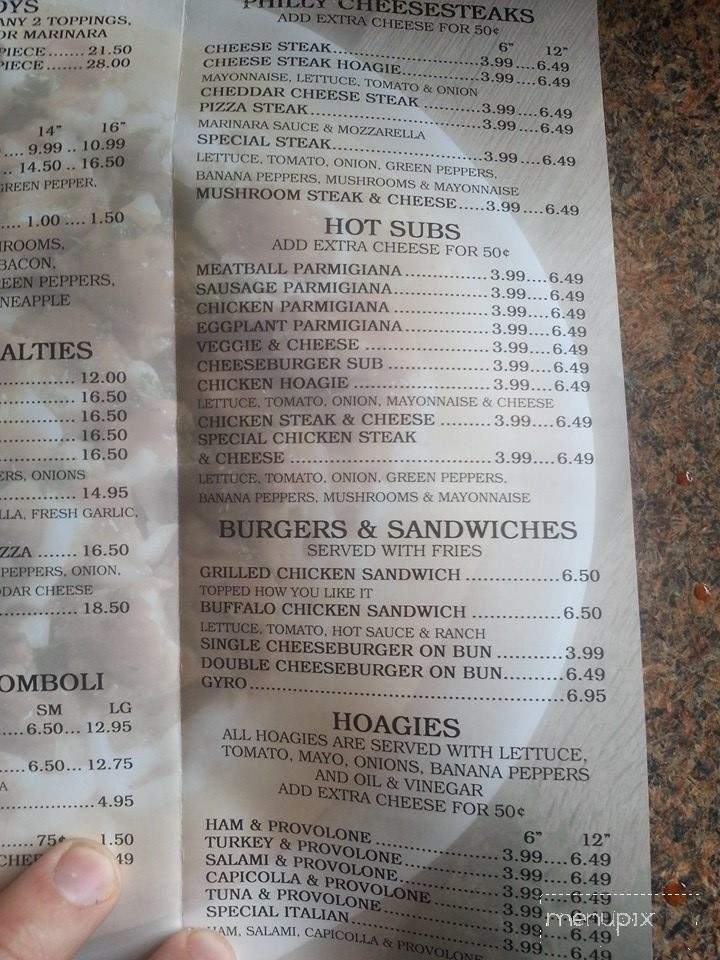 OYS
ANY 2 TOPPINGS,
OR MARINARA
PIECE ....... 21.50
PIECE ....... 28.00
14" 16"
.... 9.99 .. 10.99
.. 14.50 .. 16.50
GREEN PEPPER,
.... 1.00 .... 1.50
ROOMS,
BACON,
REEN PEPPERS,
NEAPPLE
ALTIES
12.00
16.50
16.50
16.50
16.50
ERS, ONIONS
14.95
LLA, FRESH GARLIC,
ZZA ....... 16.50
PEPPERS, ONION,
DDAR CHEESE
18.50
OMBOLI
SM LG
6.50... 12.95
...6.50... 12.75
4.95
75¢ 1.50
49
PHILLY CHEESESTEAKS
ADD EXTRA CHEESE FOR 50¢
6" 12"
CHEESE STEAK....3.99....6.49
CHEESE STEAK HOAGIE....3.99....6.49
MAYONNAISE, LETTUCE, TOMATO & ONION
CHEDDAR CHEESE STEAK ....3.99....6.49
PIZZA STEAK....3.99....6.49
MARINARA SAUCE & MOZZARELLA
SPECIAL STEAK....3.99....6.49
LETTUCE, TOMATO, ONION, GREEN PEPPERS,
BANANA PEPPERS, MUSHROOMS & MAYONNAISE
MUSHROOM STEAK & CHEESE.....3.99....6.49
HOT SUBS
ADD EXTRA CHEESE FOR 50¢
MEATBALL PARMIGIANA....3.99....6.49
SAUSAGE PARMIGIANA....3.99....6.49
CHICKEN PARMIGIANA ....3.99....6.49
EGGPLANT PARMIGIANA....3.99....6.49
VEGGIE & CHEESE ....3.99....6.49
CHEESEBURGER SUB ....3.99....6.49
CHICKEN HOAGIE ....3.99....6.49
LETTUCE, TOMATO, ONION, MAYONNAISE & CHEESE
CHICKEN STEAK & CHEESE ....3.99....6.49
SPECIAL CHICKEN STEAK
& CHEESE ....3.99....6.49
LETTUCE, TOMATO, ONION, GREEN PEPPERS,
BANANA PEPPERS, MUSHROOMS & MAYONNAISE
BURGERS & SANDWICHES
SERVED WITH FRIES
GRILLED CHICKEN SANDWICH ....6.50
TOPPED HOW YOU LIKE IT
BUFFALO CHICKEN SANDWICH ....6.50
LETTUCE, TOMATO, HOT SAUCE & RANCH
SINGLE CHEESEBURGER ON BUN ....3.99
DOUBLE CHEESEBURGER ON BUN....6.49
GYRO....6.95
HOAGIES
ALL HOAGIES ARE SERVED WITH LETTUCE,
TOMATO, MAYO, ONIONS, BANANA PEPPERS
AND OIL & VINEGAR
ADD EXTRA CHEESE FOR 50¢
6" 12"
HAM & PROVOLONE ....3.99....6.49
TURKEY & PROVOLONE....3.99....6.49
SALAMI & PROVOLONE....3.99....6.49
CAPICOLLA & PROVOLONE....3.99....6.49
TUNA & PROVOLONE....3.99....6.49
SPECIAL ITALIAN....3.99....6.49
HAM, SALAMI, CAPICOLLA & PROVOLONE
menupix